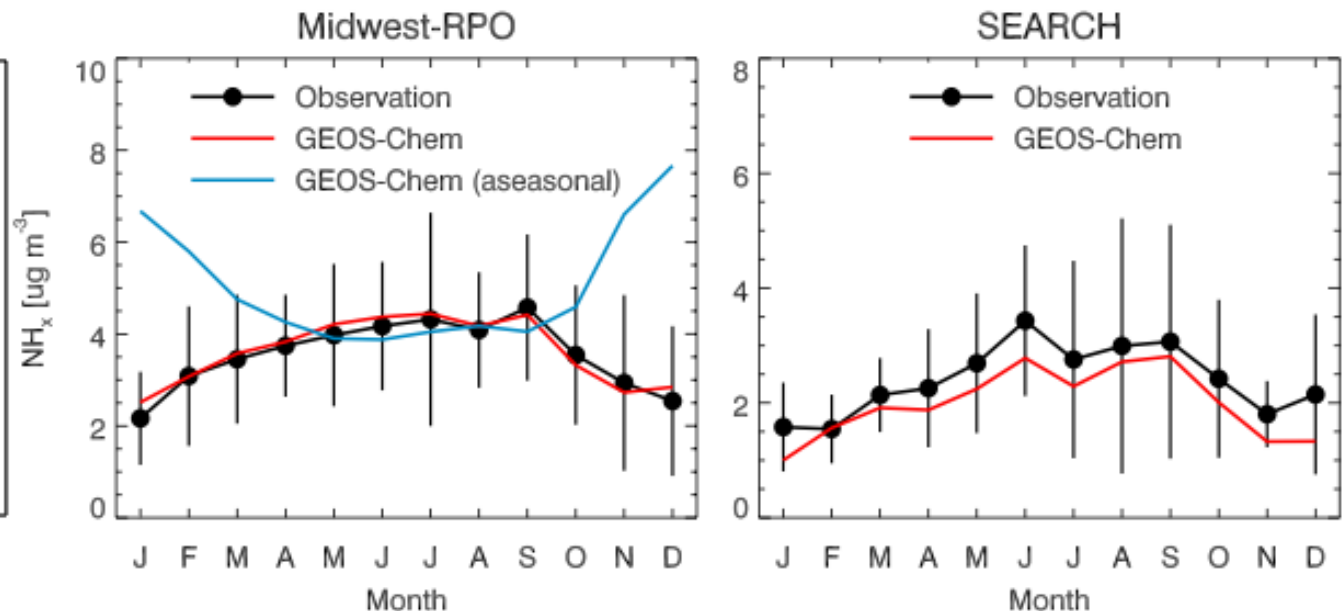 Midwest-RPO
10
8
6
4
2
0
NHₓ [ug m⁻³]
Observation
GEOS-Chem
GEOS-Chem (aseasonal)
J F M A M J J A S O N D
Month
SEARCH
8
6
4
2
0
Observation
GEOS-Chem
J F M A M J J A S O N D
Month